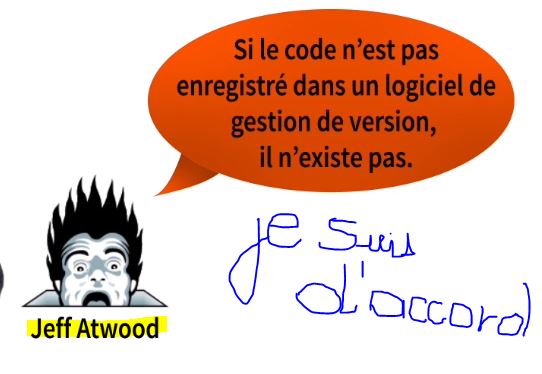 Si le code n'est pas
enregistré dans un logiciel de
gestion de version,
il n'existe pas.
je suis
d'accord
Jeff Atwood